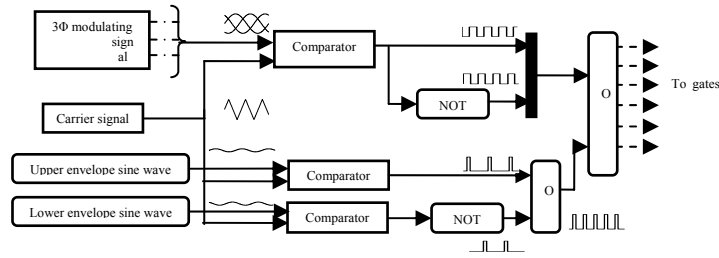 3Φ modulating
sign
al
Comparator
NOT
O
To gates
Carrier signal
Upper envelope sine wave
Comparator
O
Lower envelope sine wave
Comparator
NOT